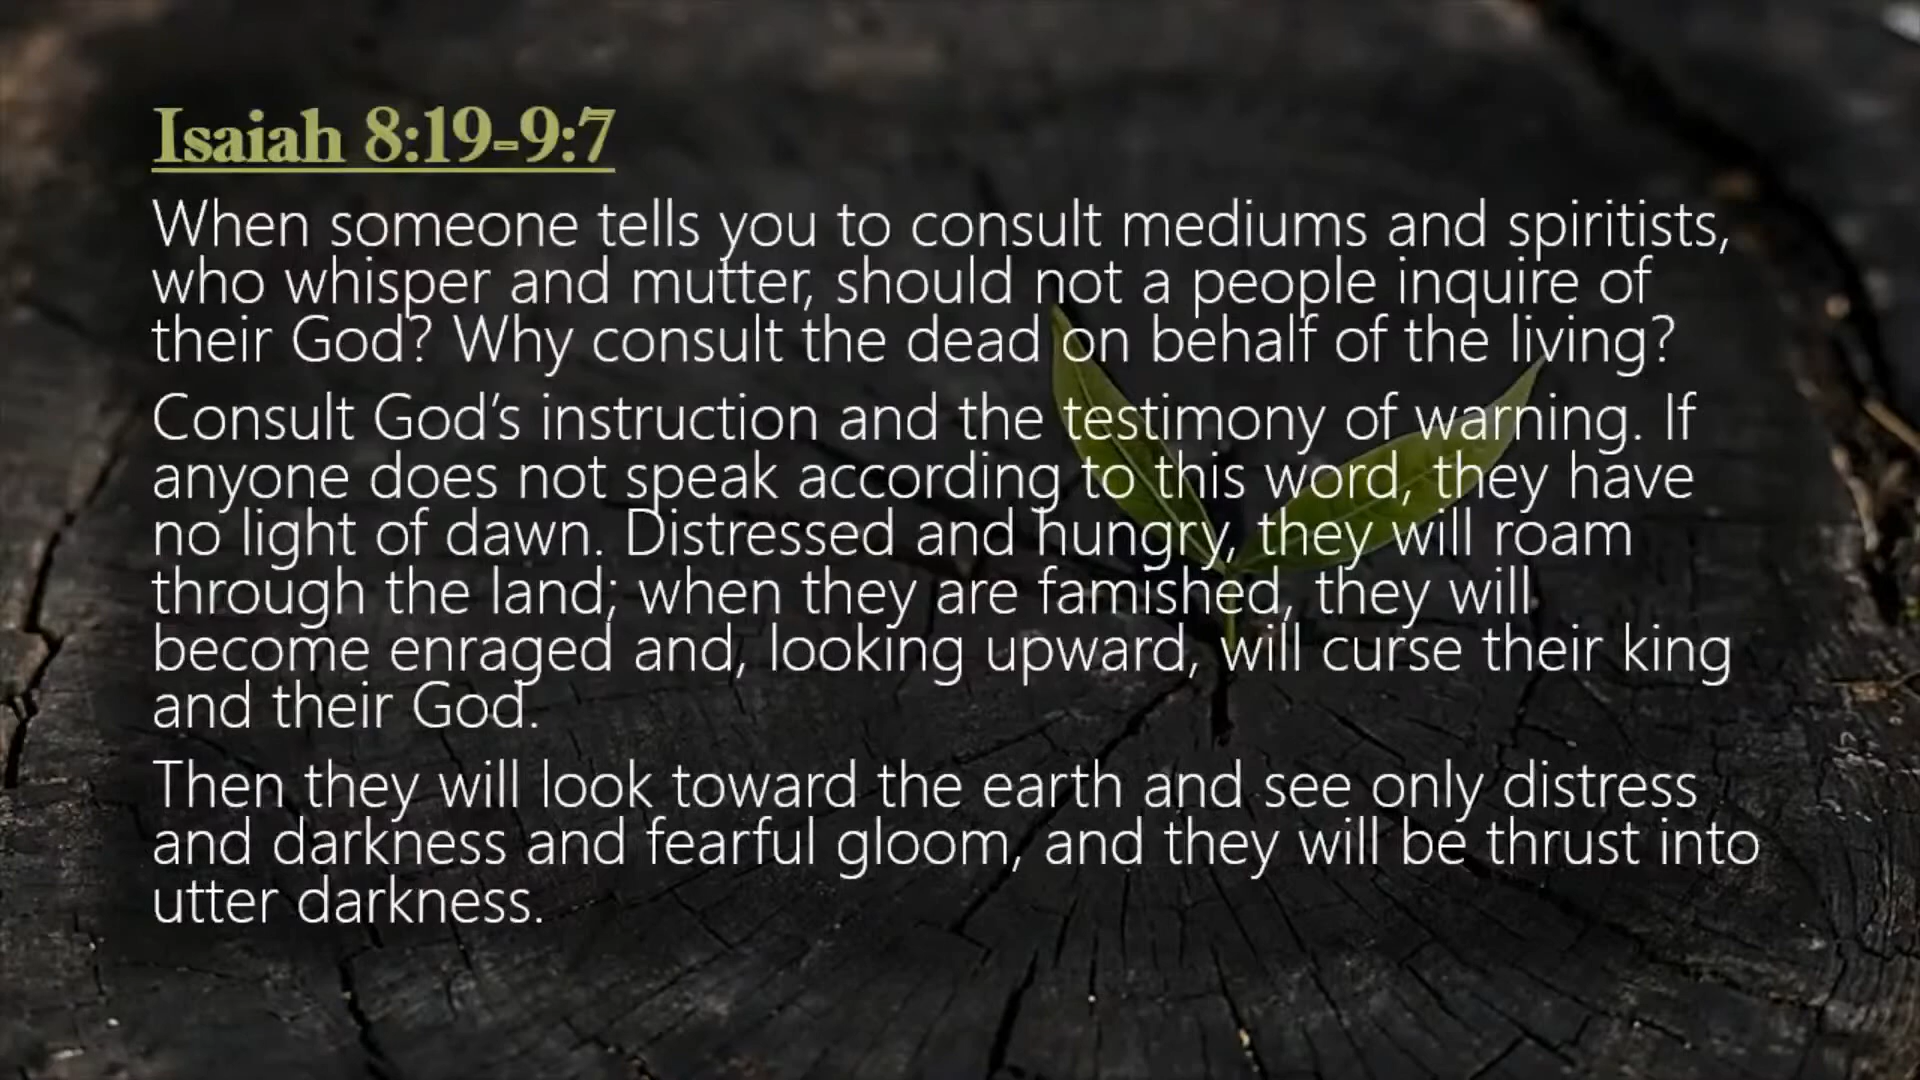 Isaiah 8:19-9:7
When someone tells you to consult mediums and spiritists,
who whisper and mutter, should not a people inquire of
their God? Why consult the dead on behalf of the living?
Consult God’s instruction and the testimony of warning. If
anyone does not speak according to this word, they have
no light of dawn. Distressed and hungry, they will roam
through the land; when they are famished, they will
become enraged and, looking upward, will curse their king
and their God.
Then they will look toward the earth and see only distress
and darkness and fearful gloom, and they will be thrust into
utter darkness.